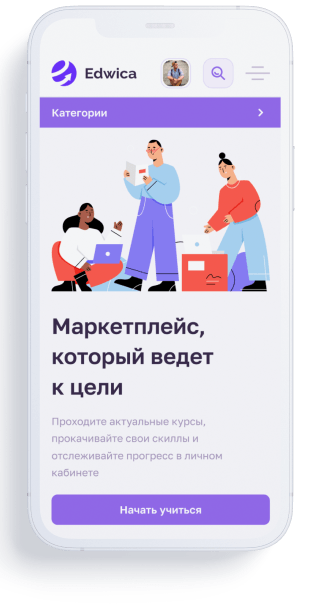 Edwica
Категории
Маркетплейс,
который ведет
к цели
Проходите актуальные курсы,
прокачивайте свои скиллы и
отслеживайте прогресс в личном
кабинете
Начать учиться